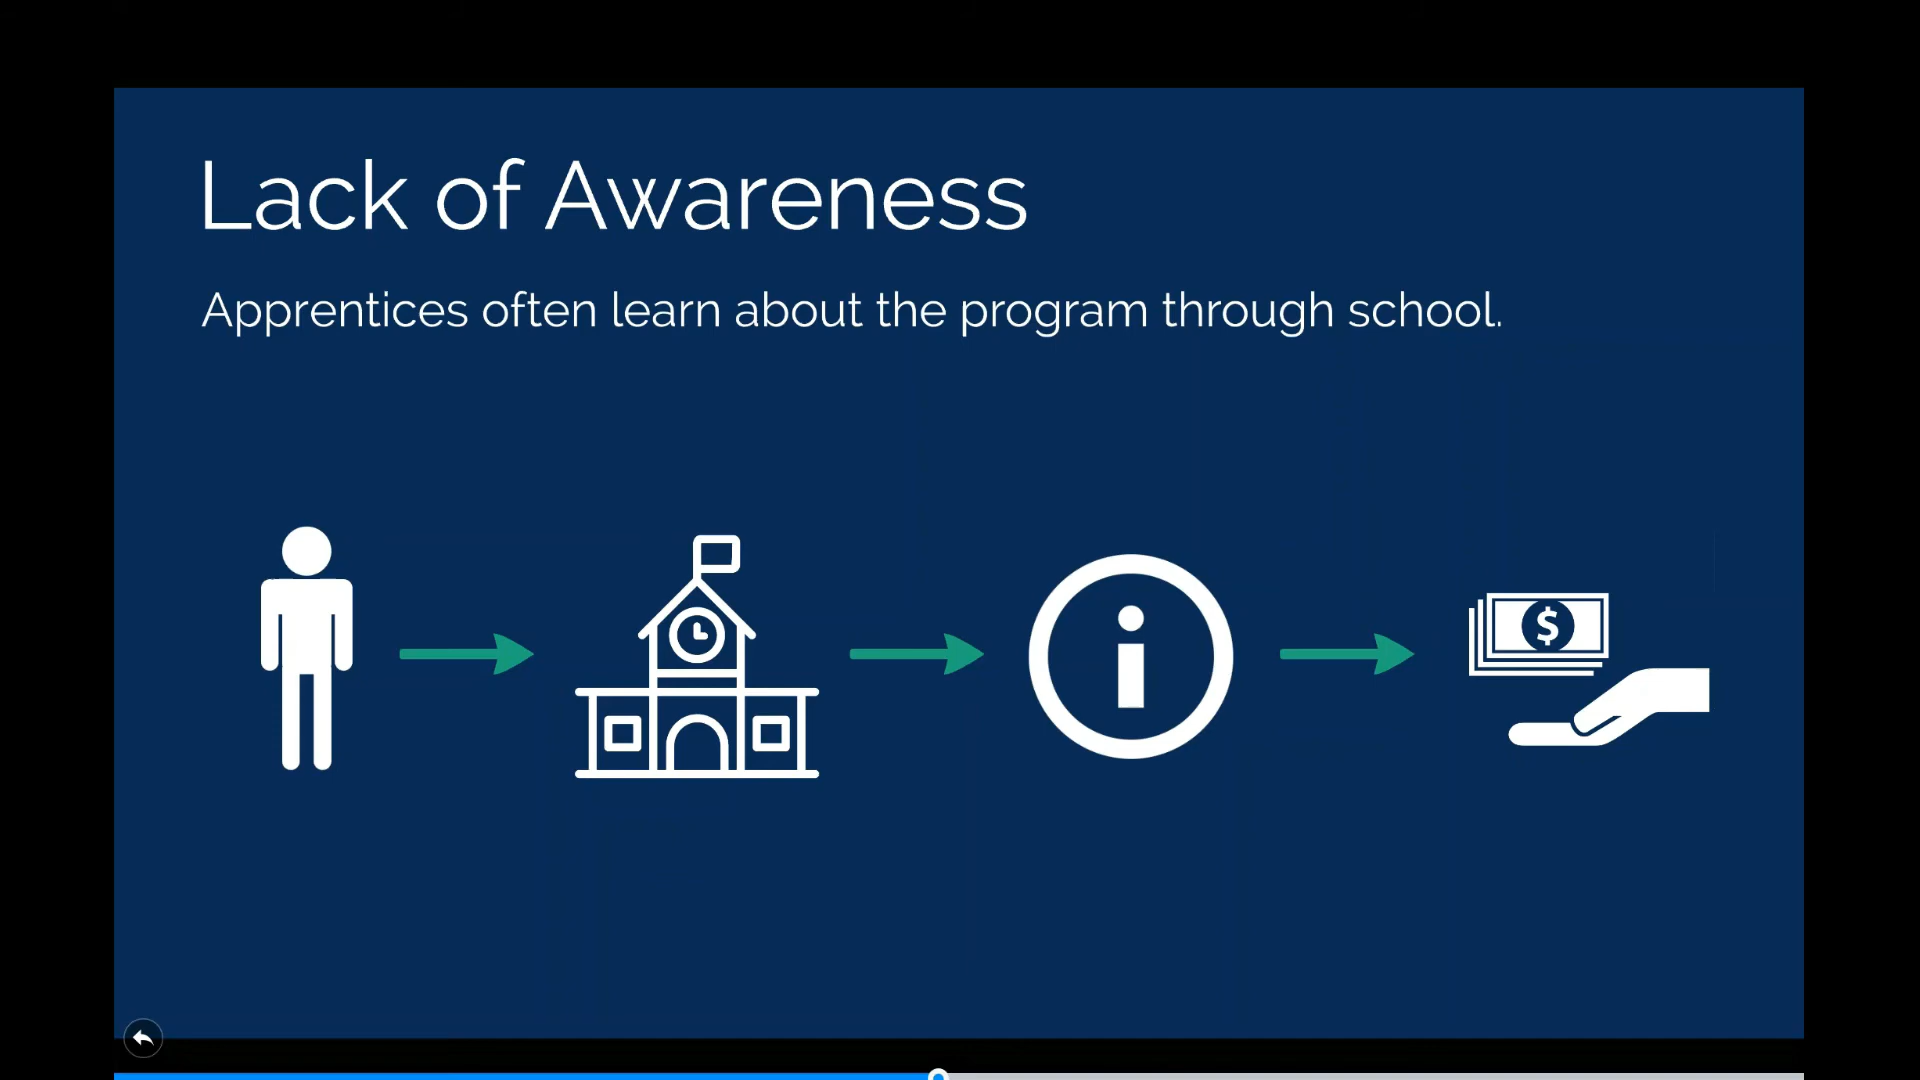 Lack of Awareness
Apprentices often learn about the program through school.
i
$